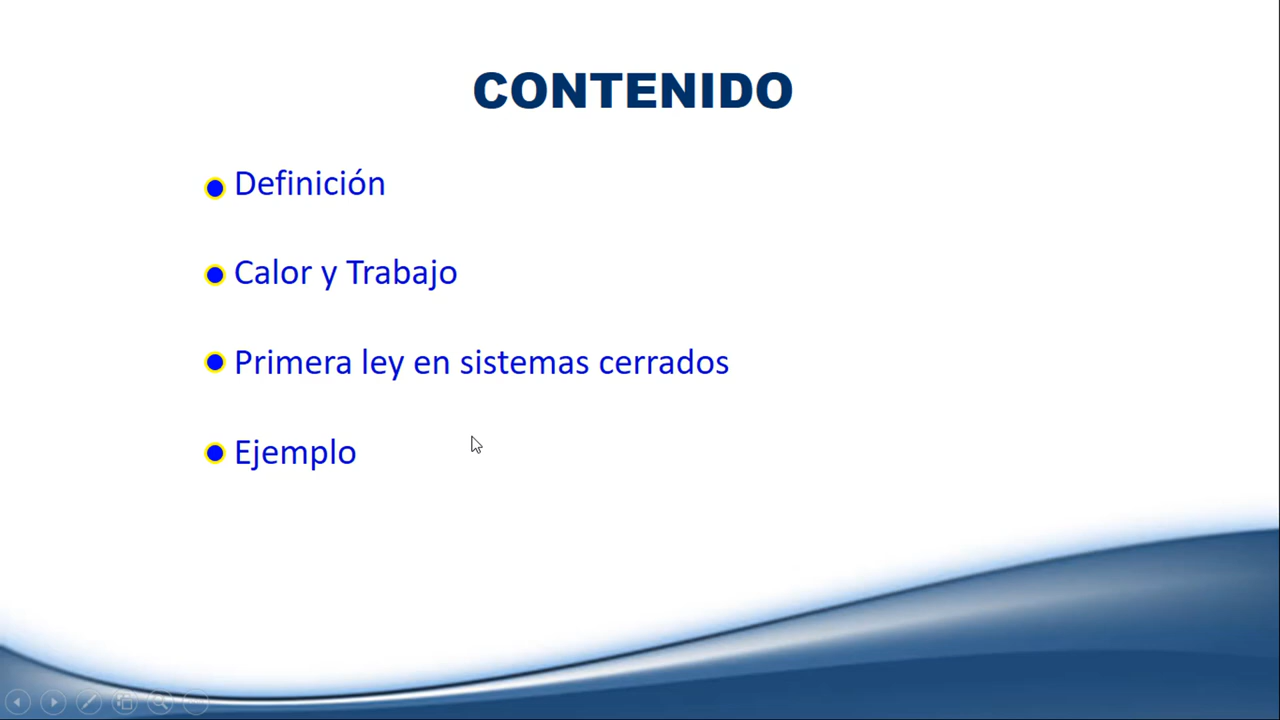 CONTENIDO
Definición
Calor y Trabajo
Primera ley en sistemas cerrados
Ejemplo